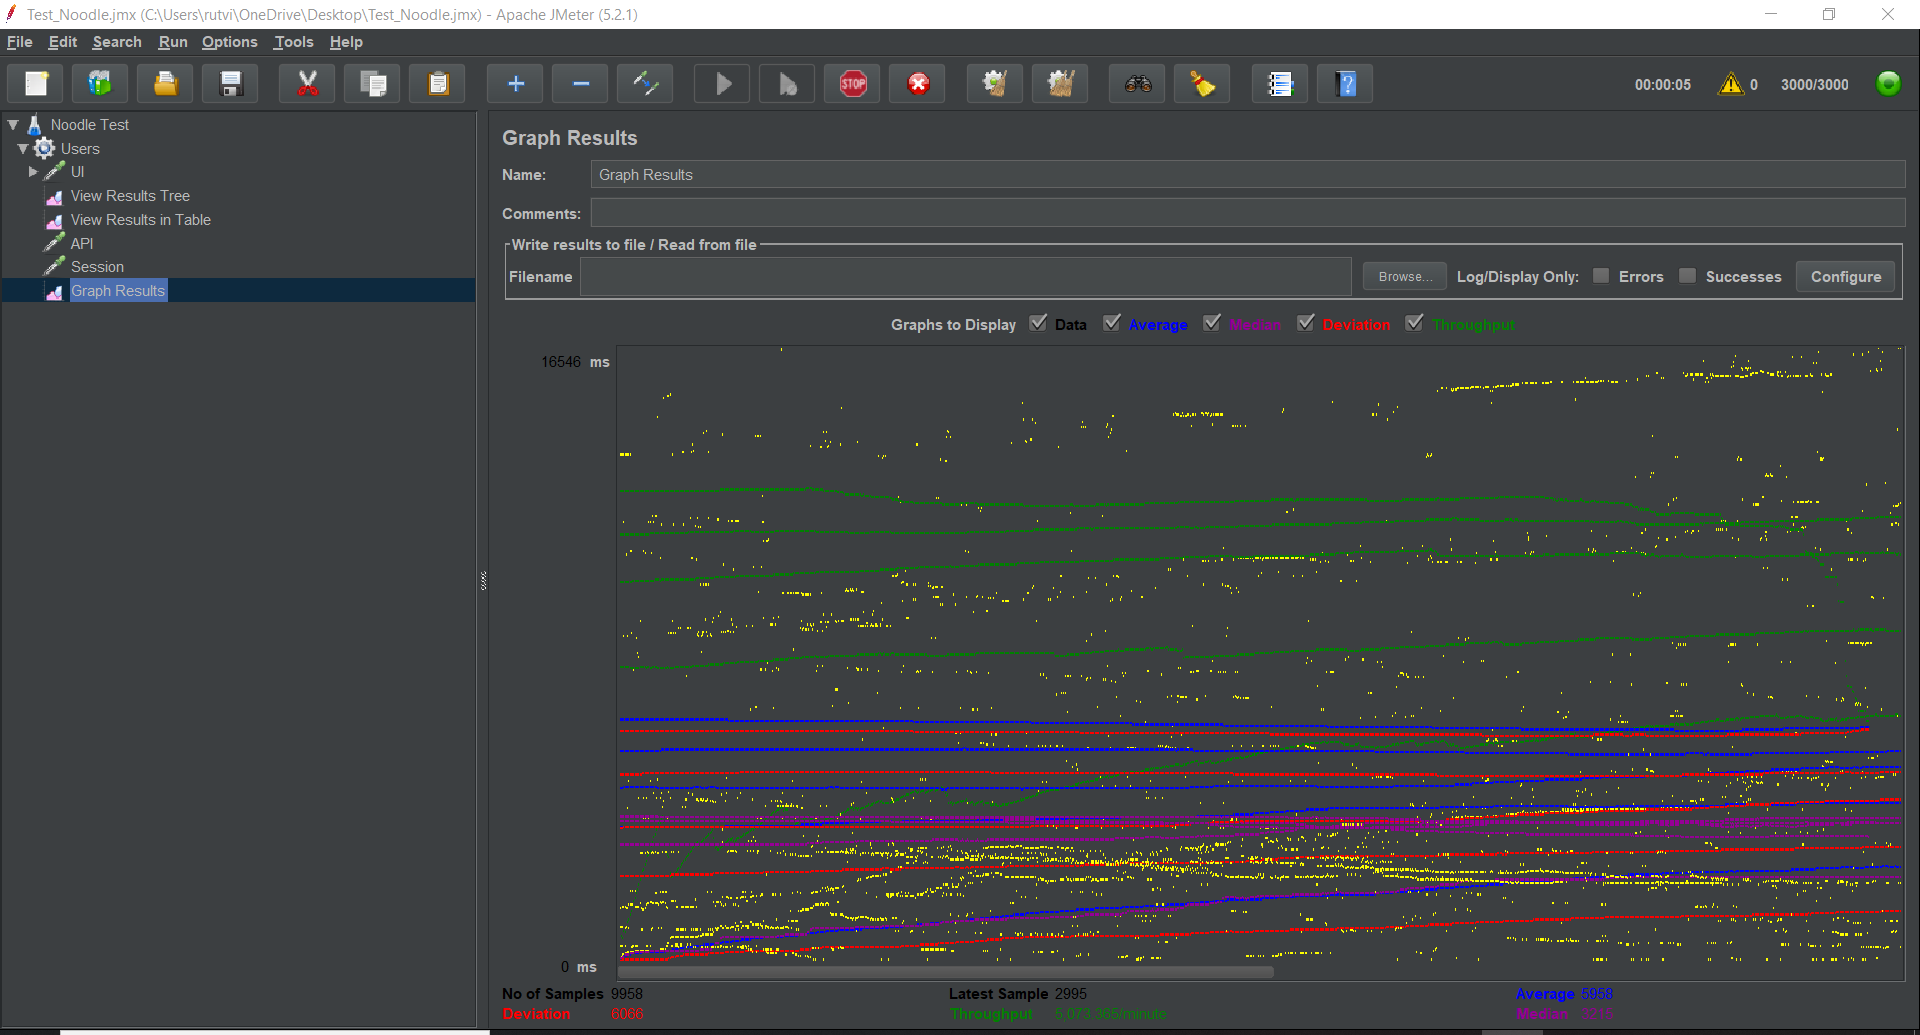 Test_Noodle.jmx (C:\Users\rutvi\OneDrive\Desktop\Test_Noodle.jmx) - Apache JMeter (5.2.1)
File Edit Search Run Options Tools Help
STOP
00:00:05 0 3000/3000
Noodle Test
Users
UI
View Results Tree
View Results in Table
API
Session
Graph Results
Graph Results
Name: Graph Results
Comments:
Write results to file / Read from file
Filename Browse... Log/Display Only: Errors Successes Configure
Graphs to Display Data Average Median Deviation Throughput
16546 ms
0 ms
No of Samples 9958 Latest Sample 2995 Average 5958
Deviation 6066 Throughput 5,073.365/minute Median 3215